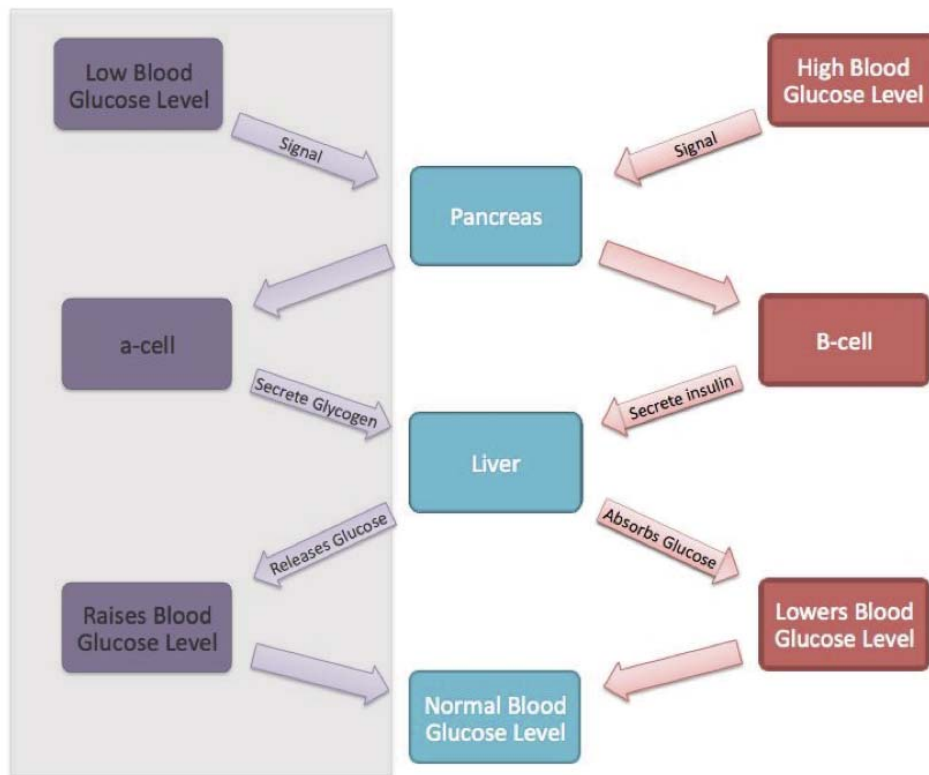 Low Blood
Glucose Level
High Blood
Glucose Level
Signal
Signal
Pancreas
a-cell
B-cell
Secrete Glycogen
Secrete insulin
Liver
Releases Glucose
Absorbs Glucose
Raises Blood
Glucose Level
Lowers Blood
Glucose Level
Normal Blood
Glucose Level